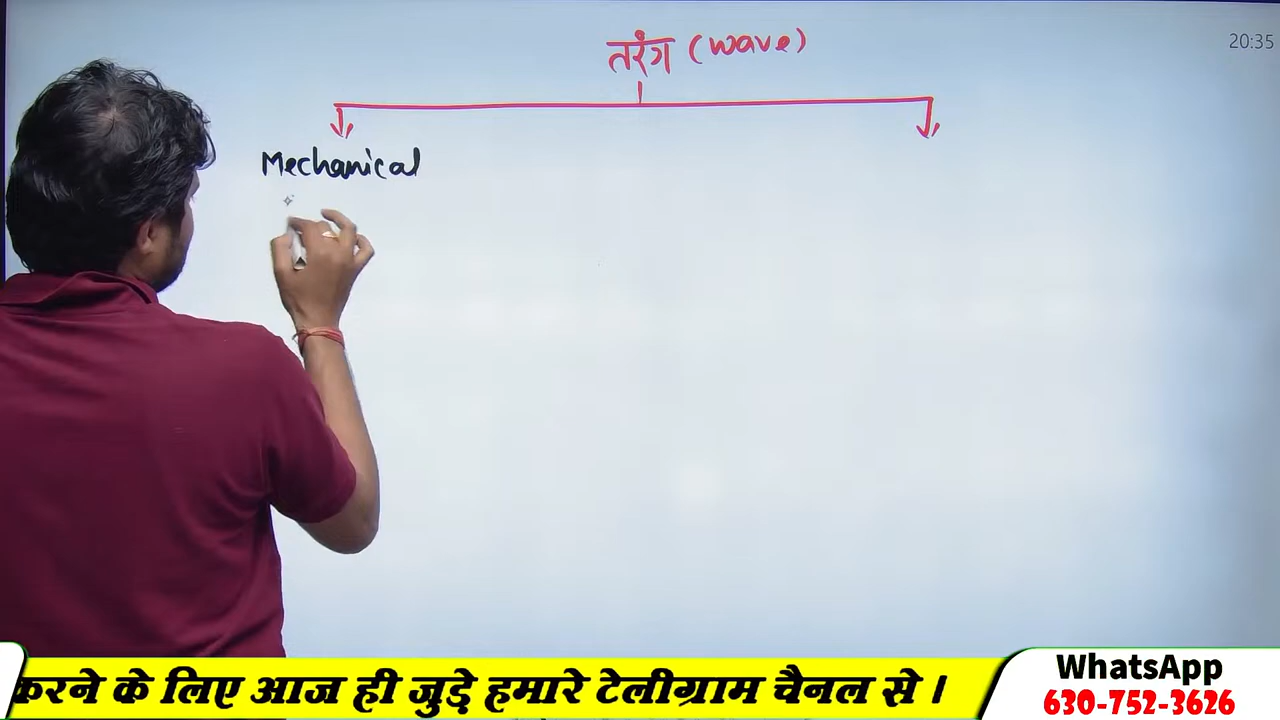 तरंग (wave)
20:35
Mechanical
करने के लिए आज ही जुड़े हमारे टेलीग्राम चैनल से ।
WhatsApp
630-752-3626